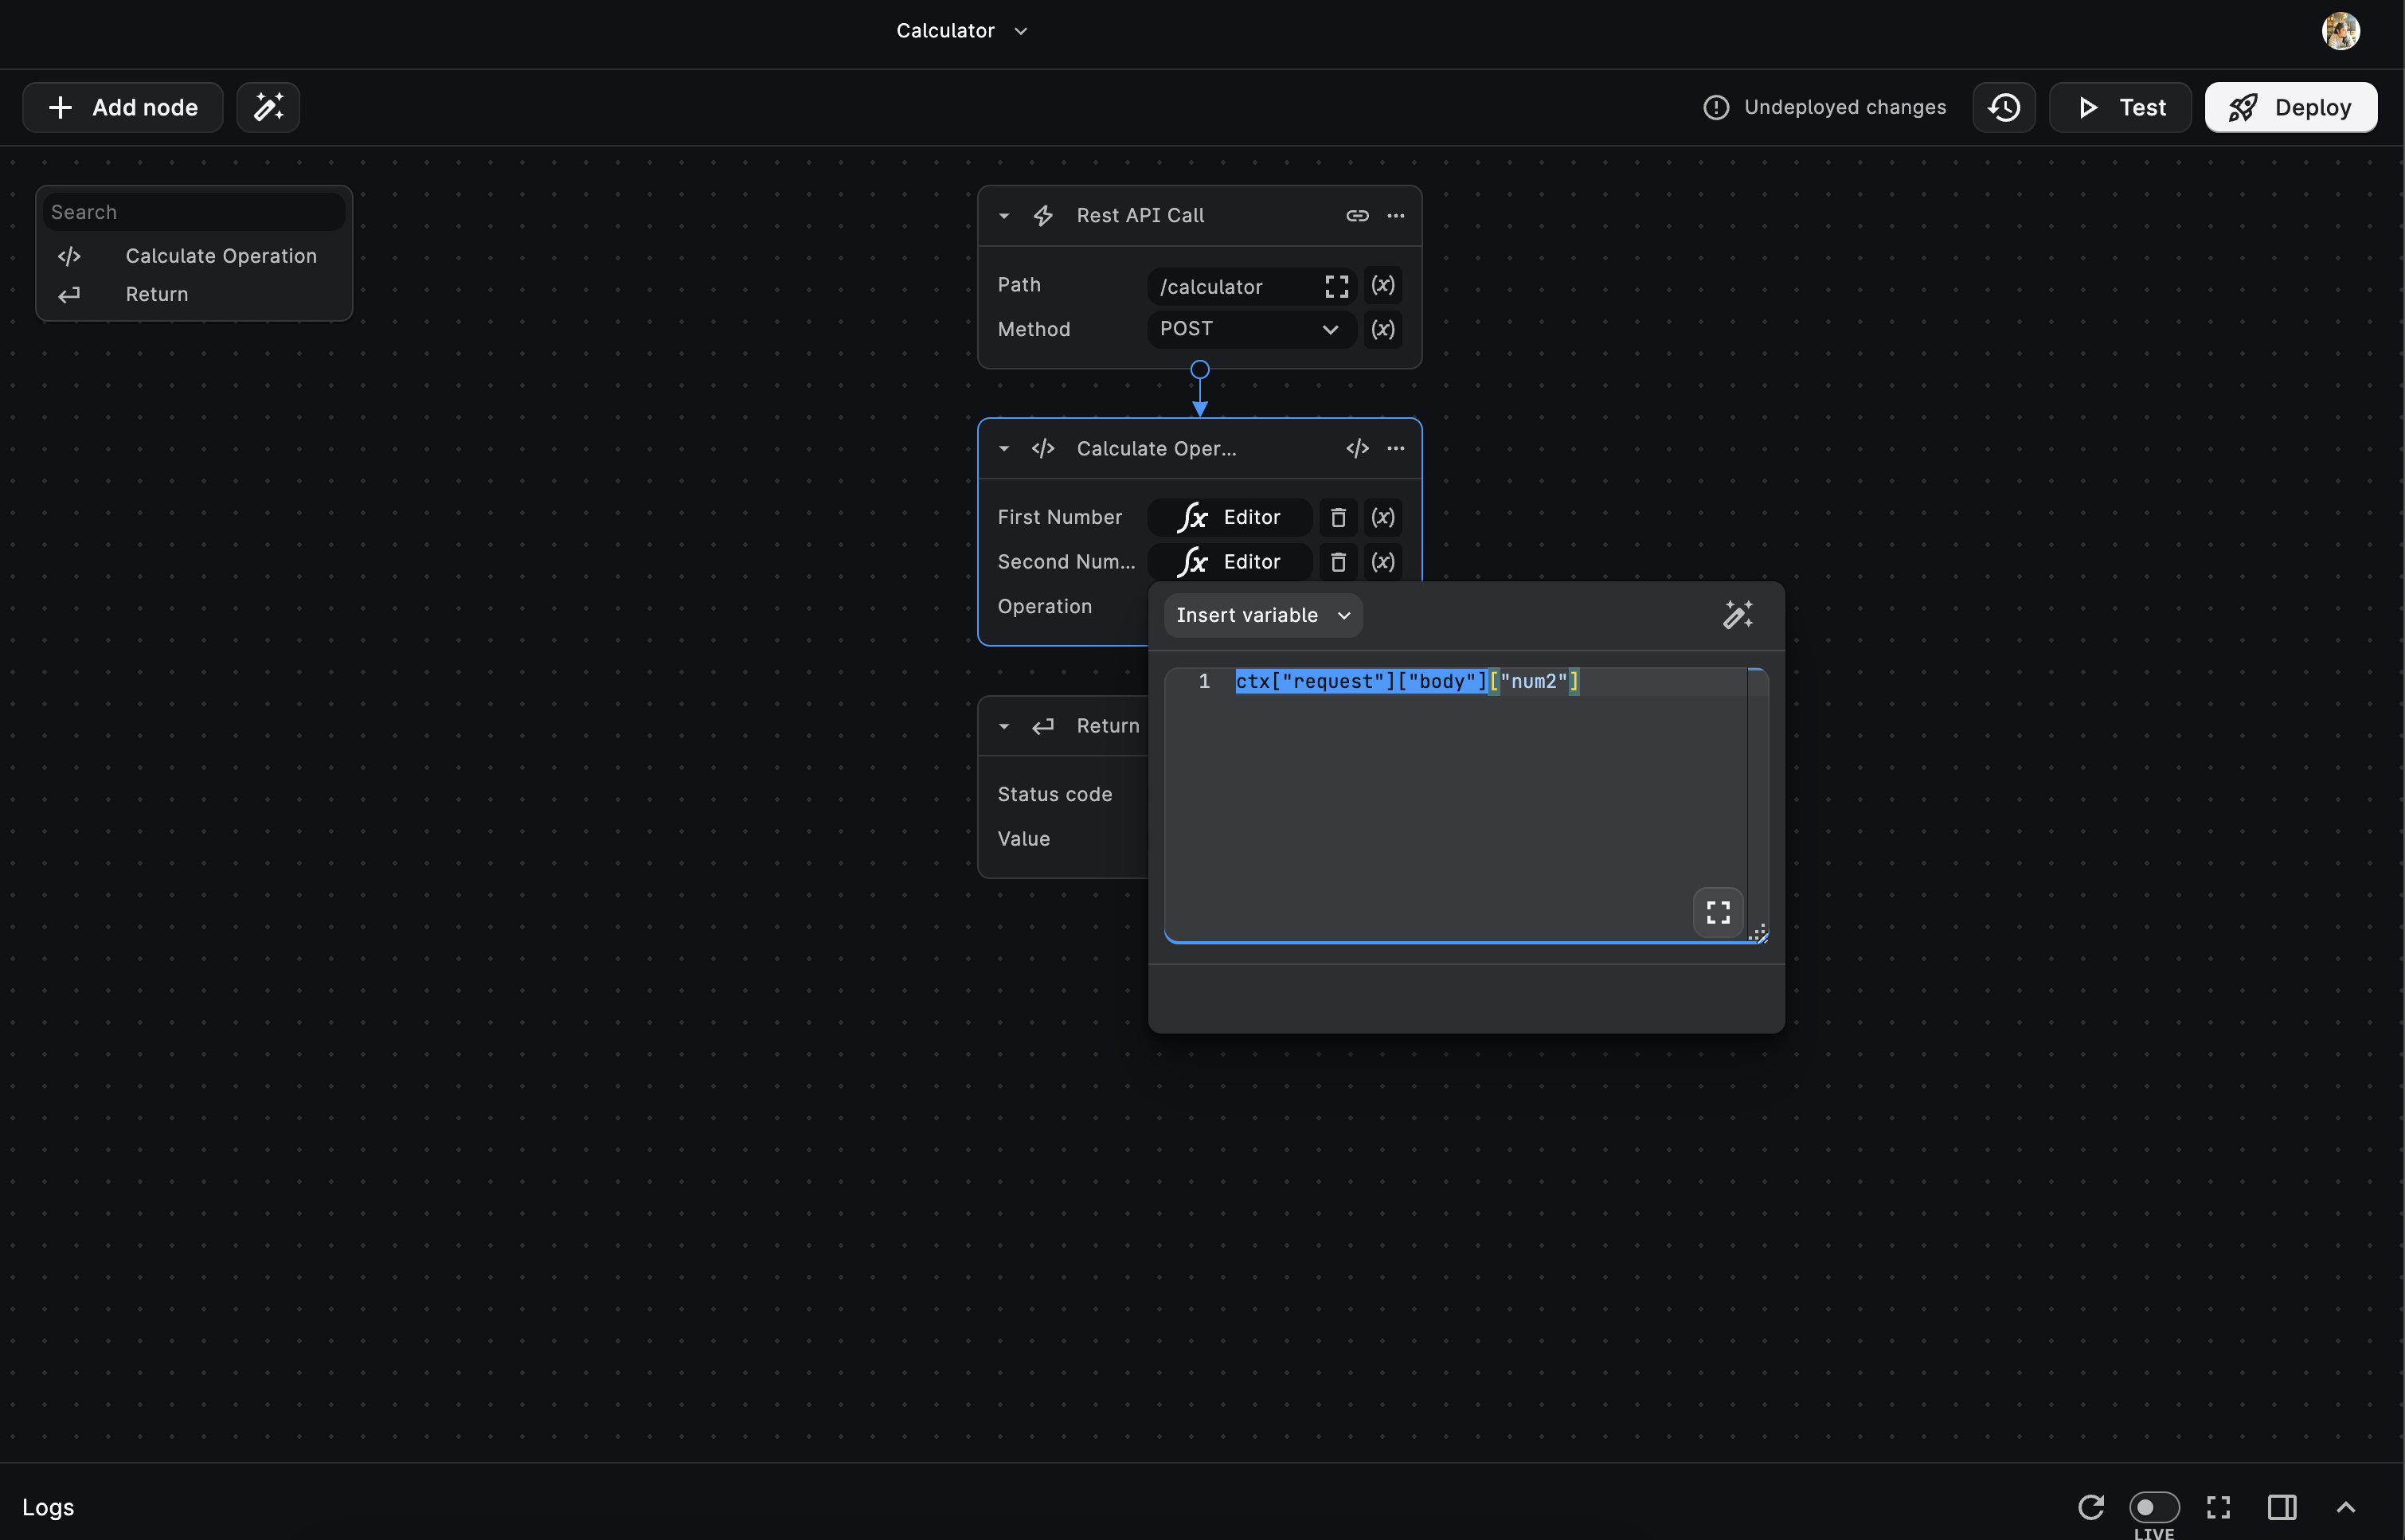 Calculator
Add node
Undeployed changes
Test
Deploy
Search
Calculate Operation
Return
Rest API Call
Path
/calculator
(x)
Method
POST
(x)
Calculate Oper...
First Number
Editor
(x)
Second Num...
Editor
(x)
Operation
Insert variable
1 ctx["request"]["body"]["num2"]
Return
Status code
Value
Logs
LIVE